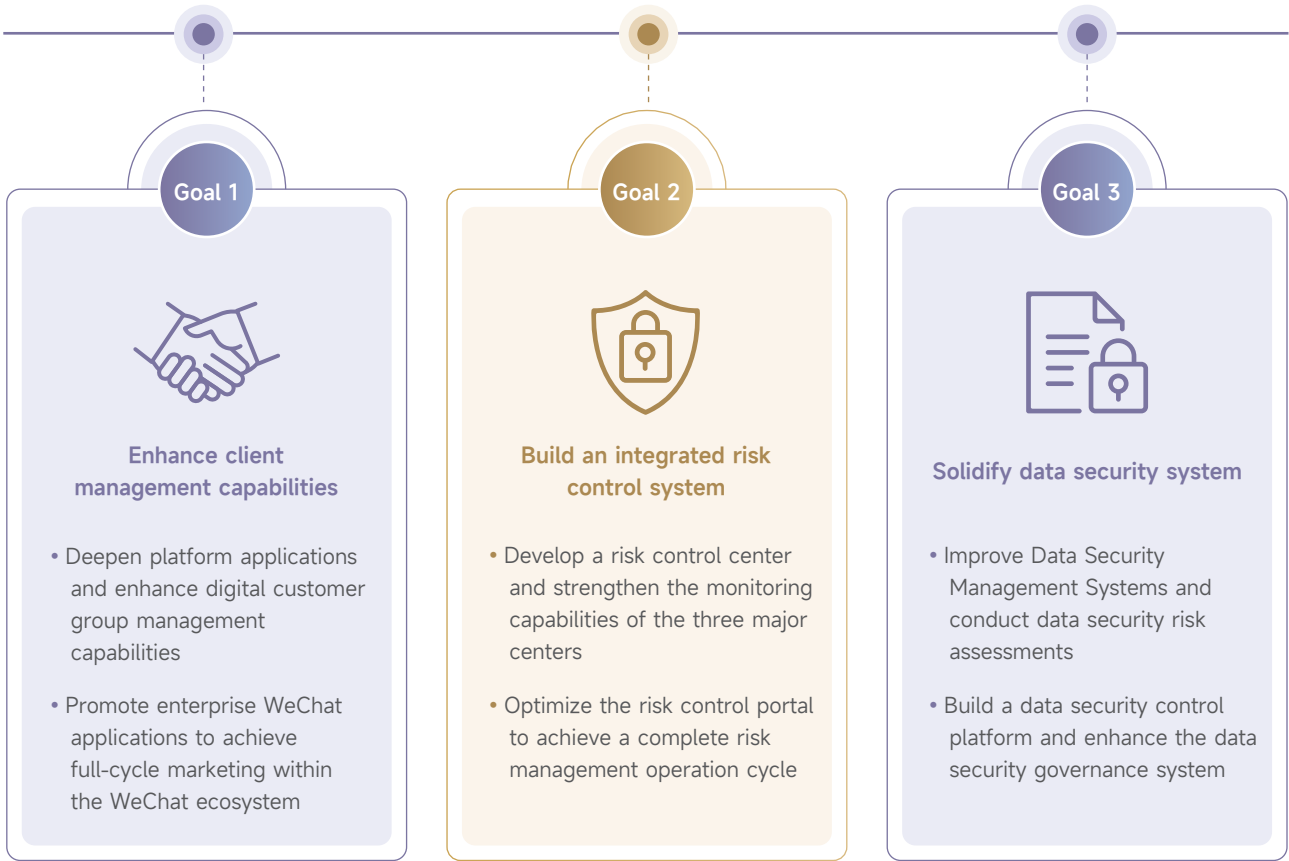 Goal 1
Enhance client
management capabilities
• Deepen platform applications
and enhance digital customer
group management
capabilities
• Promote enterprise WeChat
applications to achieve
full-cycle marketing within
the WeChat ecosystem
Goal 2
Build an integrated risk
control system
• Develop a risk control center
and strengthen the monitoring
capabilities of the three major
centers
• Optimize the risk control portal
to achieve a complete risk
management operation cycle
Goal 3
Solidify data security system
• Improve Data Security
Management Systems and
conduct data security risk
assessments
• Build a data security control
platform and enhance the data
security governance system